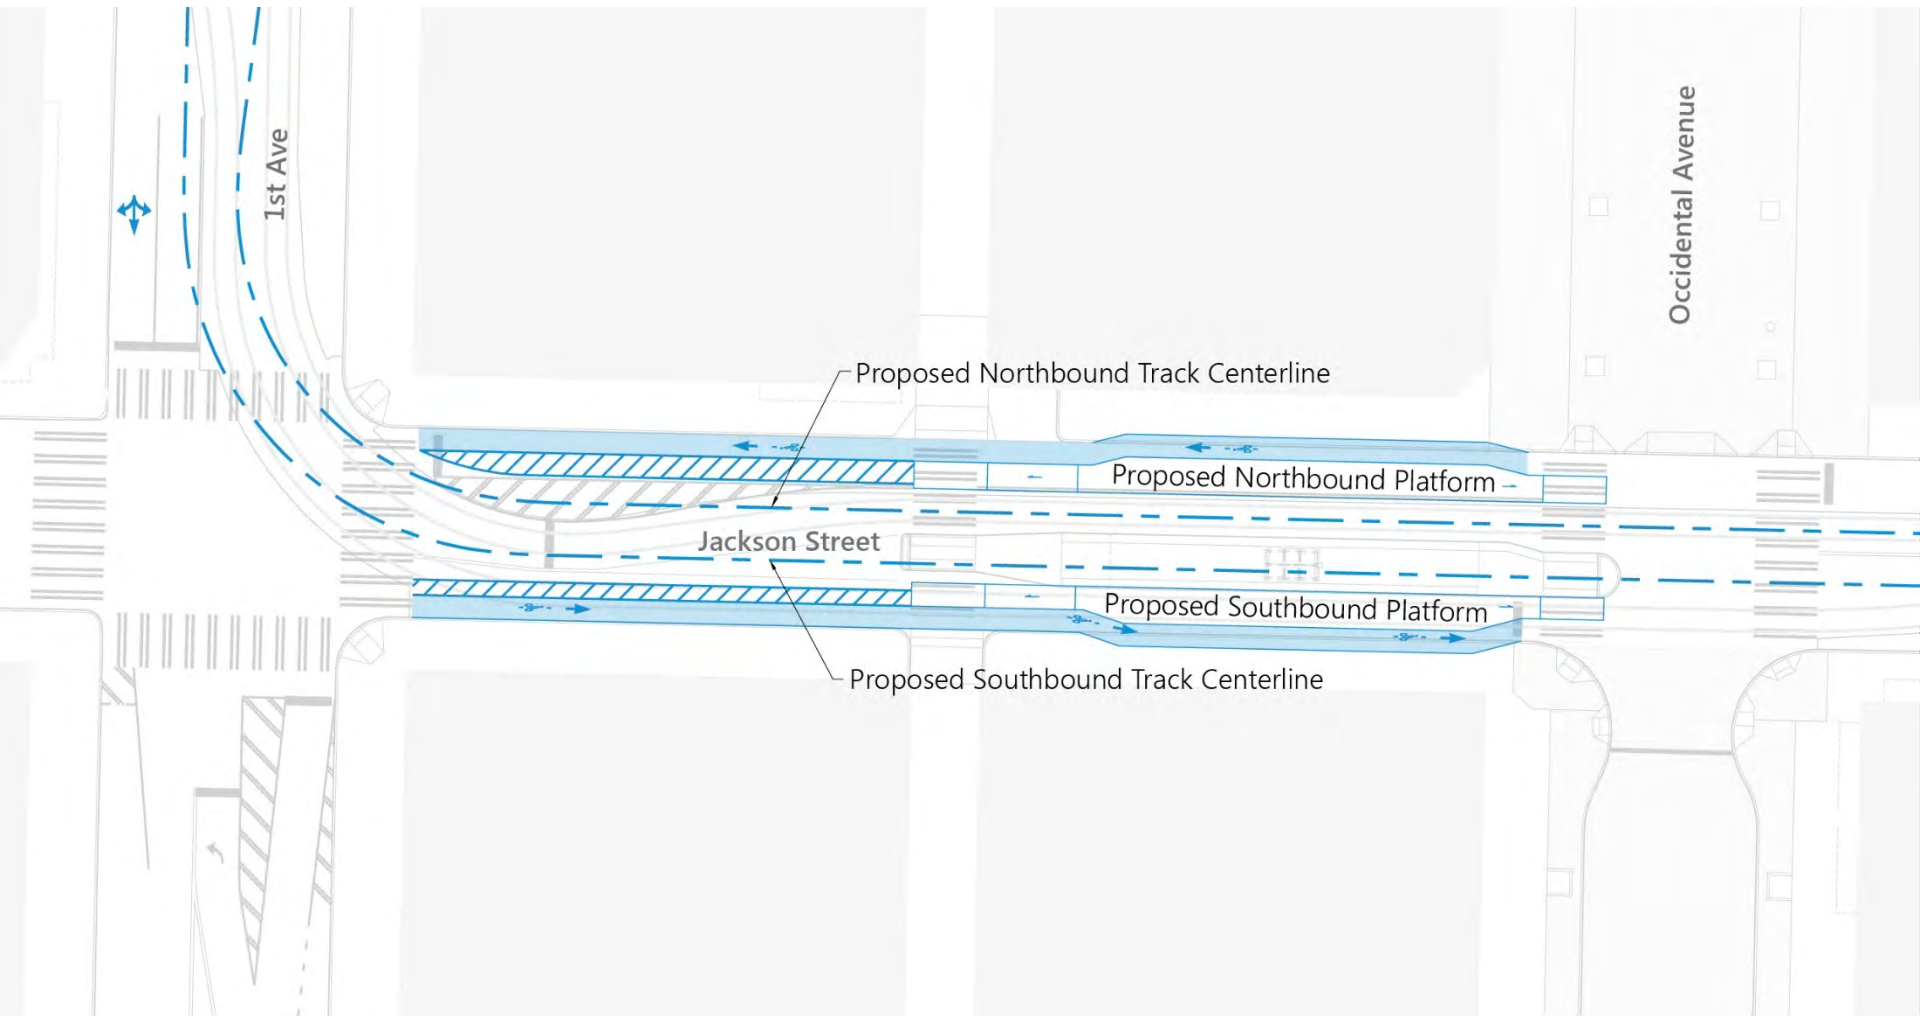 1st Ave
Occidental Avenue
Proposed Northbound Track Centerline
Proposed Northbound Platform
Jackson Street
Proposed Southbound Platform
Proposed Southbound Track Centerline